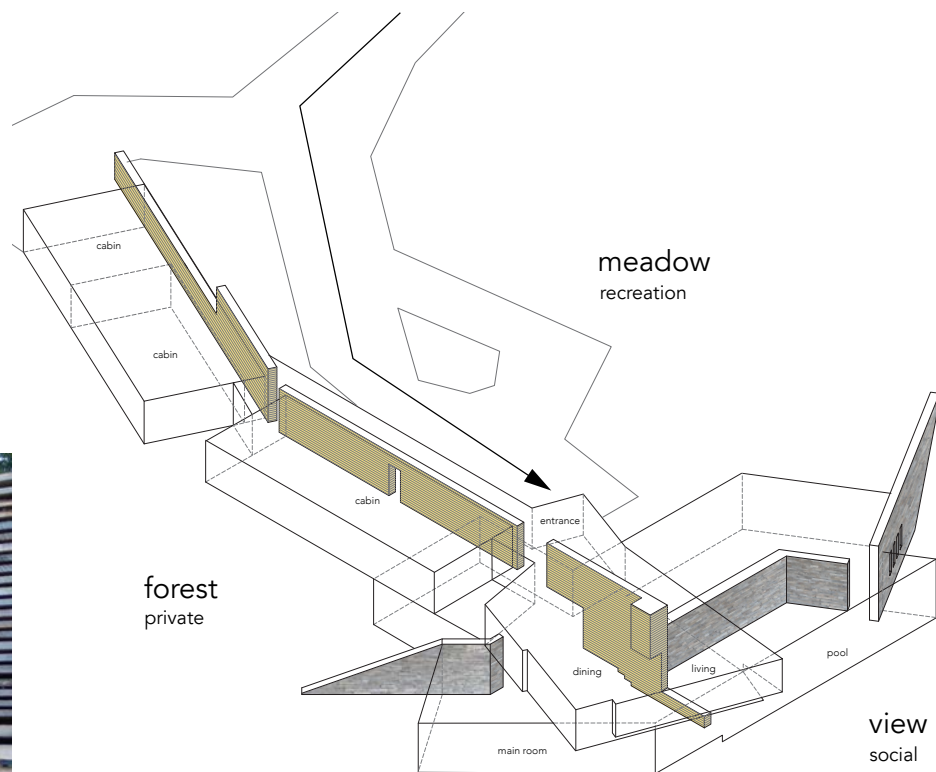 cabin
meadow
recreation
cabin
cabin
entrance
forest
private
dining
living
pool
view
social
main room